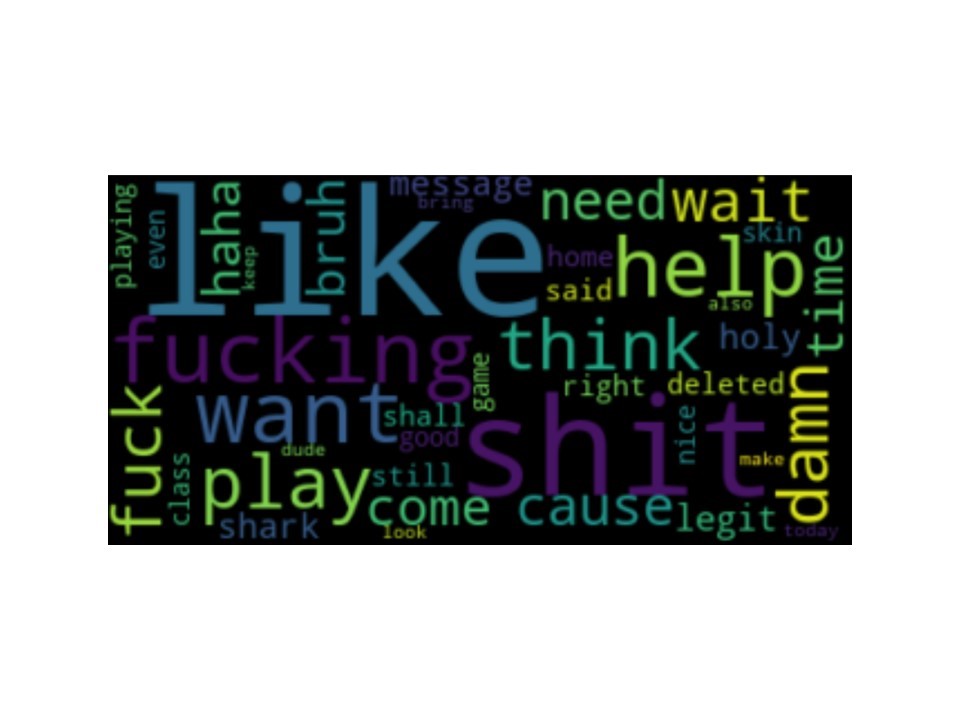 playing
even
like
haha
keep
bruh
message
bring
need
wait
skin
home
help
said
also
time
fucking
think
holy
game
right
deleted
fuck
want
shall
good
shit
nice
damn
dude
make
class
play
still
come
cause
legit
shark
look
today